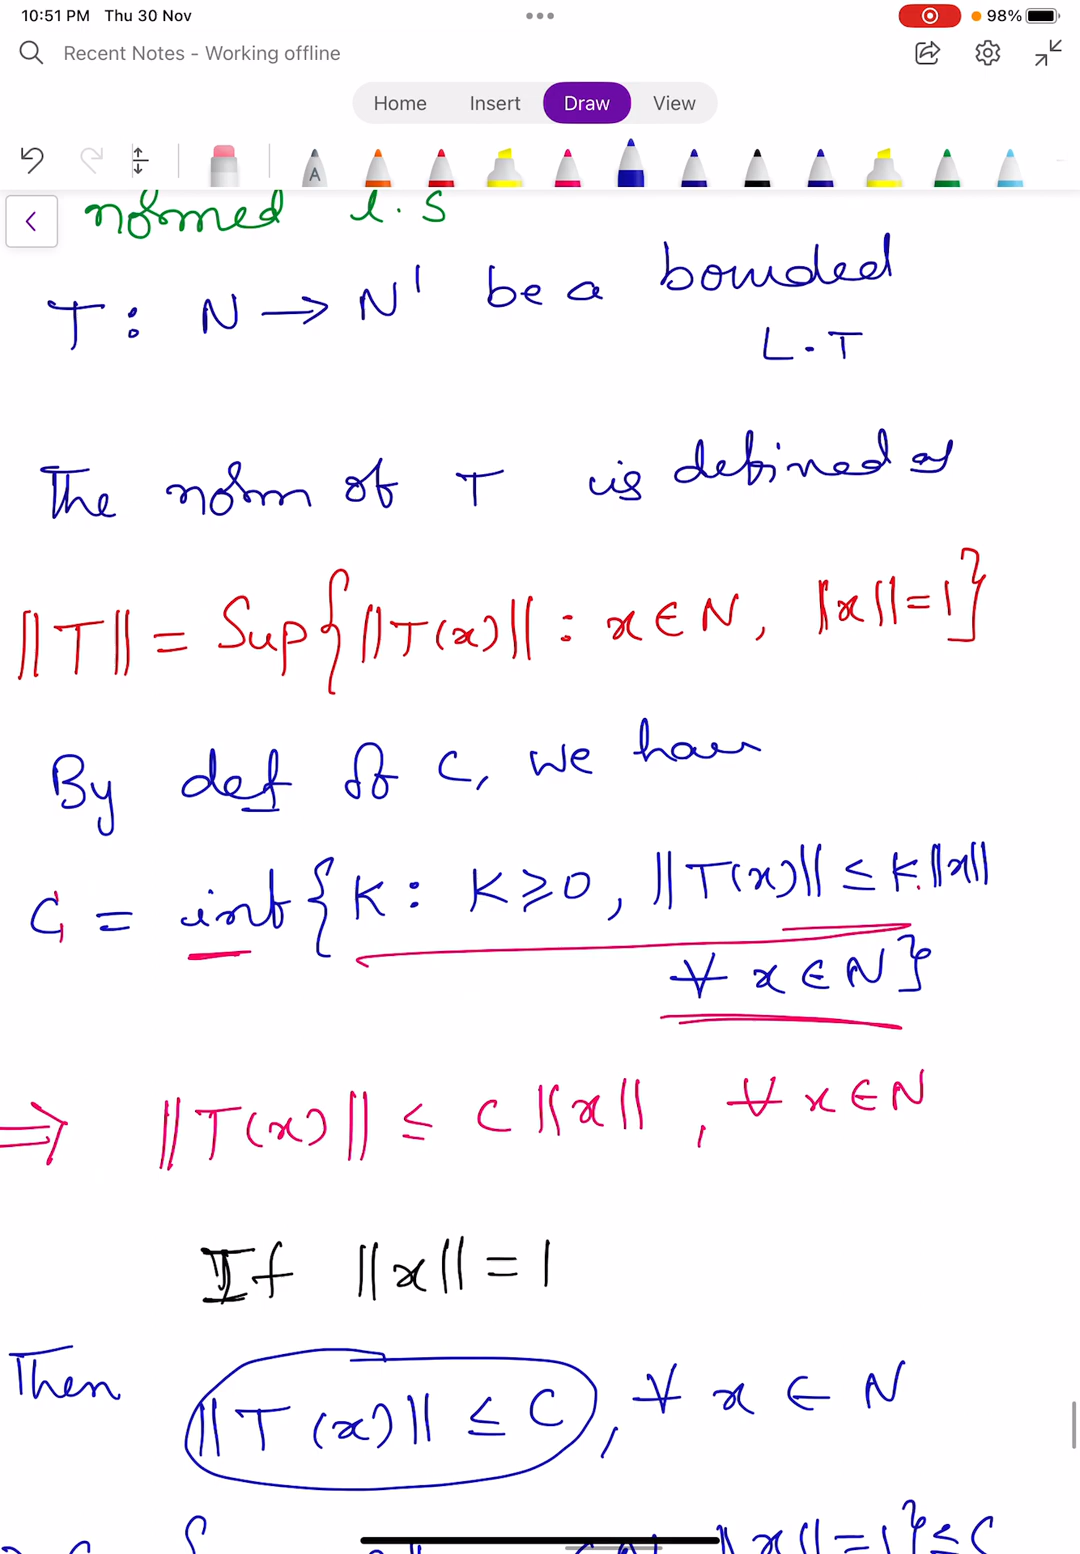 10:51 PM Thu 30 Nov
98%
Recent Notes - Working offline
Home Insert Draw View
A
normed l.s
T : N → N' be a bounded
L.T
The norm of T is defined as
||T|| = Sup{||T(x)|| : x ∈ N, ||x||=1}
By def of C, we have
C = inf{K : K ≥ 0, ||T(x)|| ≤ K.||x||
∀ x ∈ N}
⇒ ||T(x)|| ≤ C ||x||, ∀ x ∈ N
If ||x|| = 1
Then ||T(x)|| ≤ C, ∀ x ∈ N
||x||=1} ≤ C